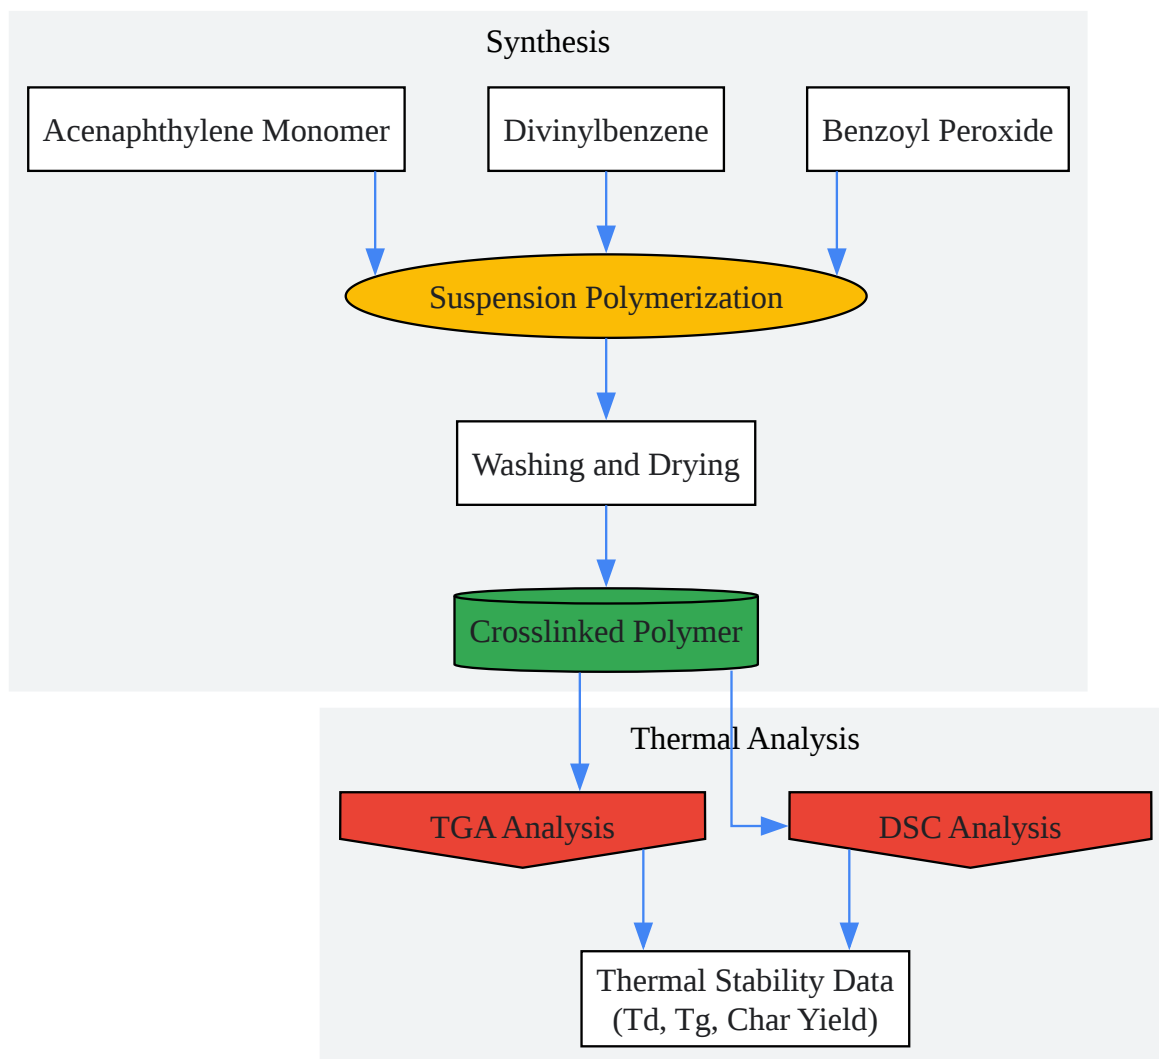 Synthesis
Acenaphthylene Monomer
Divinylbenzene
Benzoyl Peroxide
Suspension Polymerization
Washing and Drying
Crosslinked Polymer
Thermal Analysis
TGA Analysis
DSC Analysis
Thermal Stability Data
(Td, Tg, Char Yield)